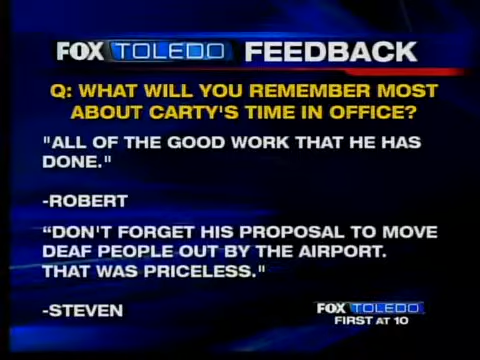 FOX TOLEDO FEEDBACK
Q: WHAT WILL YOU REMEMBER MOST
ABOUT CARTY'S TIME IN OFFICE?
"ALL OF THE GOOD WORK THAT HE HAS
DONE."
-ROBERT
“DON'T FORGET HIS PROPOSAL TO MOVE
DEAF PEOPLE OUT BY THE AIRPORT.
THAT WAS PRICELESS."
-STEVEN
FOX TOLEDO
FIRST AT 10